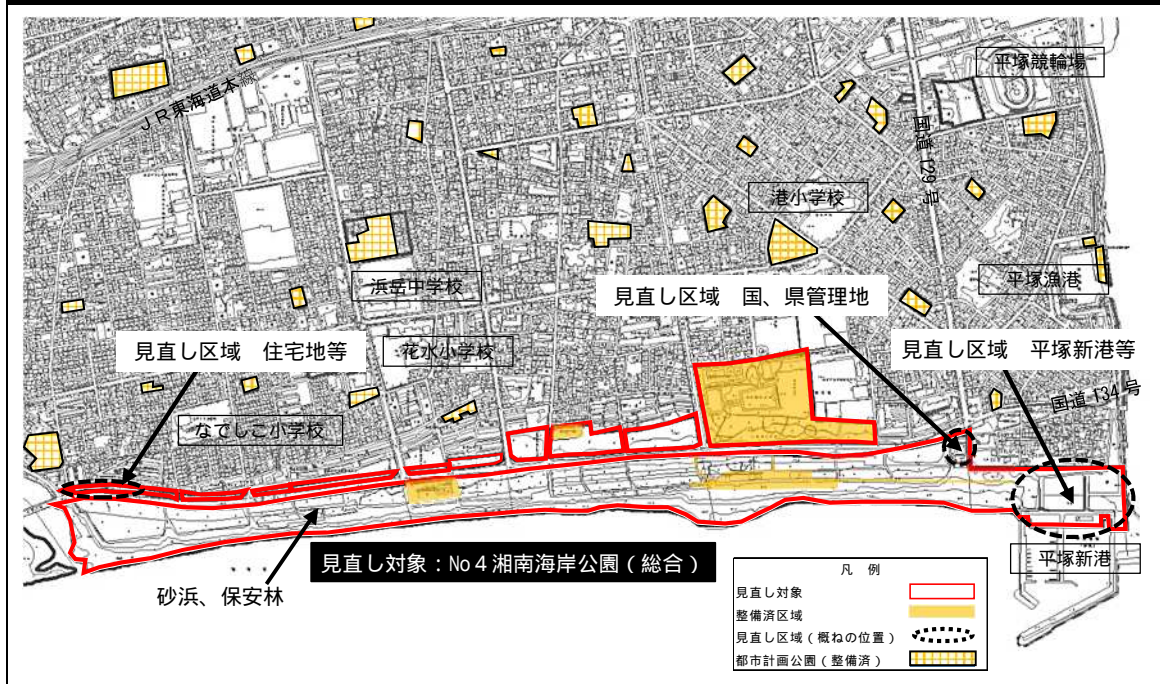 平塚競輪場
JR東海道本線
国道129号
港小学校
浜岳中学校
平塚漁港
見直し区域 国、県管理地
見直し区域 住宅地等
花水小学校
見直し区域 平塚新港等
国道134号
なでしこ小学校
見直し対象:No4湘南海岸公園(総合)
平塚新港
砂浜、保安林
凡 例
見直し対象
整備済区域
見直し区域(概ねの位置)
都市計画公園(整備済)